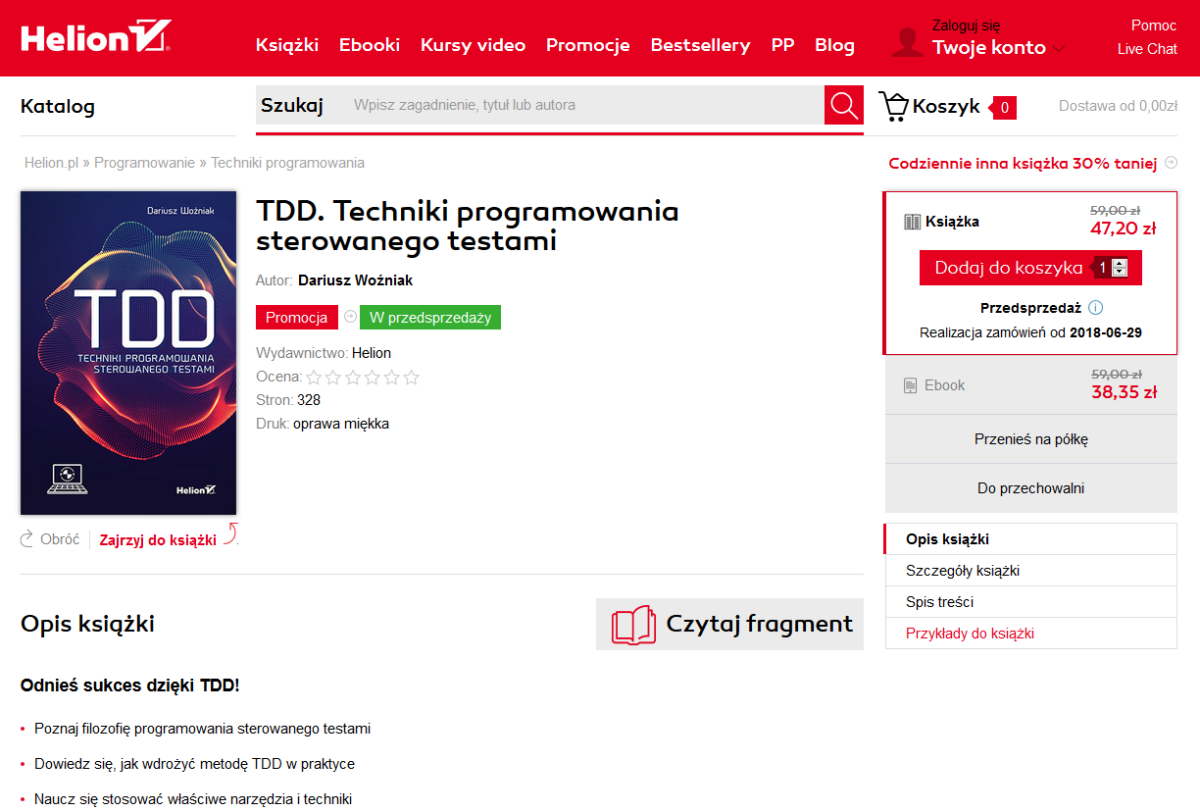 Helion
Książki Ebooki Kursy video Promocje Bestsellery PP Blog
Zaloguj się
Twoje konto
Pomoc
Live Chat
Katalog
Szukaj Wpisz zagadnienie, tytuł lub autora
Koszyk 0
Dostawa od 0,00zł
Helion.pl » Programowanie » Techniki programowania
Codziennie inna książka 30% taniej
Dariusz Woźniak
TDD
TECHNIKI PROGRAMOWANIA
STEROWANEGO TESTAMI
Helion
Obróć
Zajrzyj do książki
TDD. Techniki programowania
sterowanego testami
Autor: Dariusz Woźniak
Promocja W przedsprzedaży
Wydawnictwo: Helion
Ocena:
Stron: 328
Druk: oprawa miękka
Książka
59,00 zł
47,20 zł
Dodaj do koszyka 1
Przedsprzedaż
Realizacja zamówień od 2018-06-29
Ebook
59,00 zł
38,35 zł
Przenieś na półkę
Do przechowalni
Opis książki
Szczegóły książki
Spis treści
Przykłady do książki
Opis książki
Czytaj fragment
Odnieś sukces dzięki TDD!
• Poznaj filozofię programowania sterowanego testami
• Dowiedz się, jak wdrożyć metodę TDD w praktyce
• Naucz się stosować właściwe narzędzia i techniki